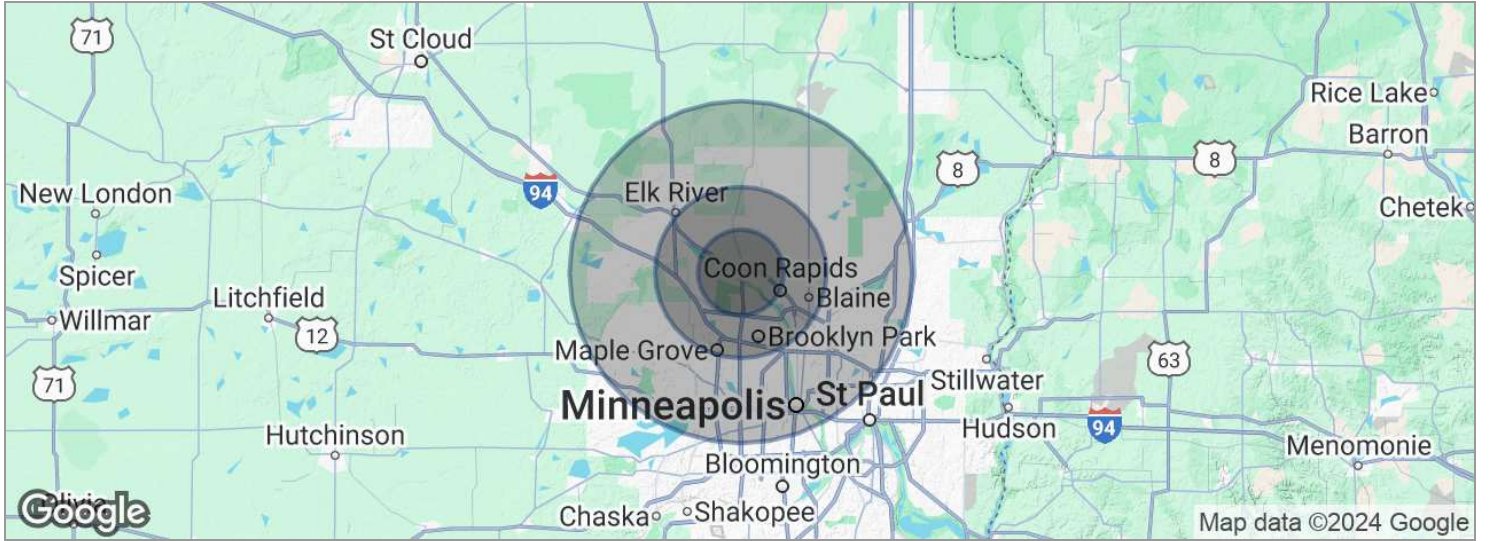 71
St Cloud
Rice Lake
8
8
Barron
94
New London
Elk River
Chetek
Spicer
Coon Rapids
Litchfield
Blaine
Willmar
12
Brooklyn Park
Maple Grove
63
71
Stillwater
Minneapolis
St Paul
Hutchinson
Hudson
94
Menomonie
Bloomington
Google
Chaska
Shakopee
Map data ©2024 Google